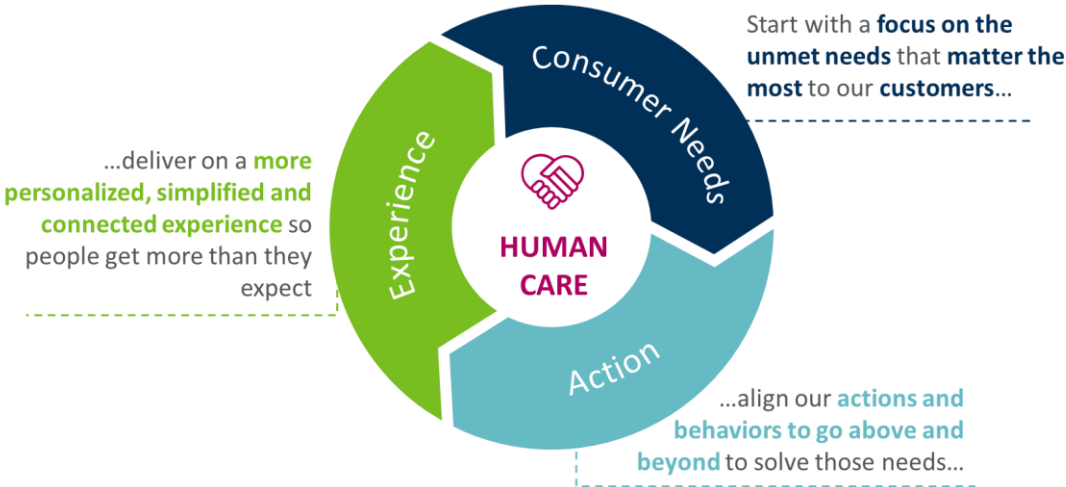 Consumer Needs
Start with a focus on the
unmet needs that matter the
most to our customers...
HUMAN
CARE
Action
...align our actions and
behaviors to go above and
beyond to solve those needs...
Experience
...deliver on a more
personalized, simplified and
connected experience so
people get more than they
expect